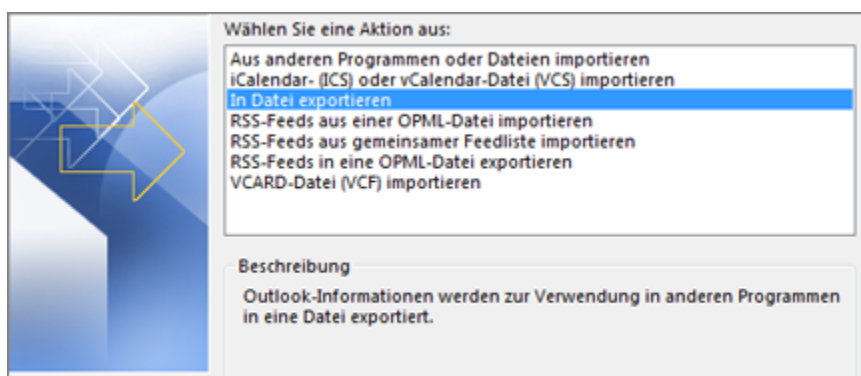 Wählen Sie eine Aktion aus:
Aus anderen Programmen oder Dateien importieren
iCalendar- (ICS) oder vCalendar-Datei (VCS) importieren
In Datei exportieren
RSS-Feeds aus einer OPML-Datei importieren
RSS-Feeds aus gemeinsamer Feedliste importieren
RSS-Feeds in eine OPML-Datei exportieren
VCARD-Datei (VCF) importieren
Beschreibung
Outlook-Informationen werden zur Verwendung in anderen Programmen
in eine Datei exportiert.